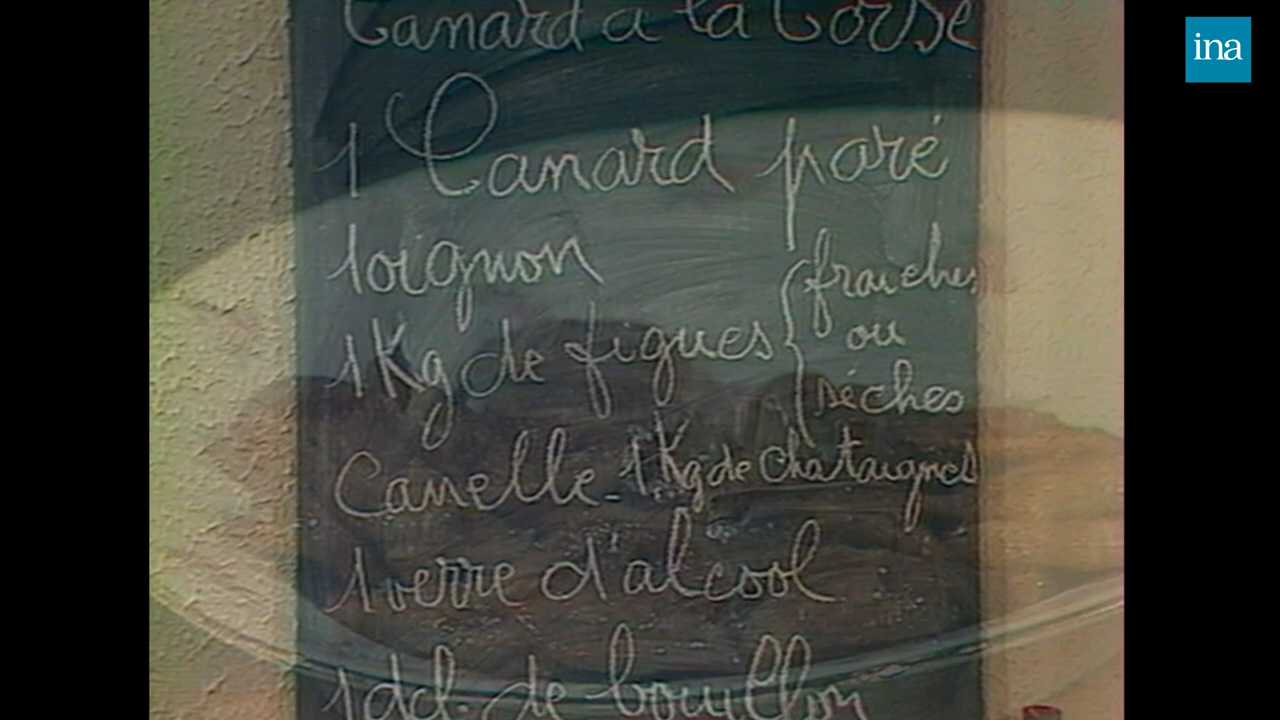 ina
Canard à la Corse
1 Canard paré
1 oignon
1 Kg de figues { fraiches
ou
sèches
Canelle - 1 Kg de chataignes
1 verre d'alcool
1 dcl. de bouillon